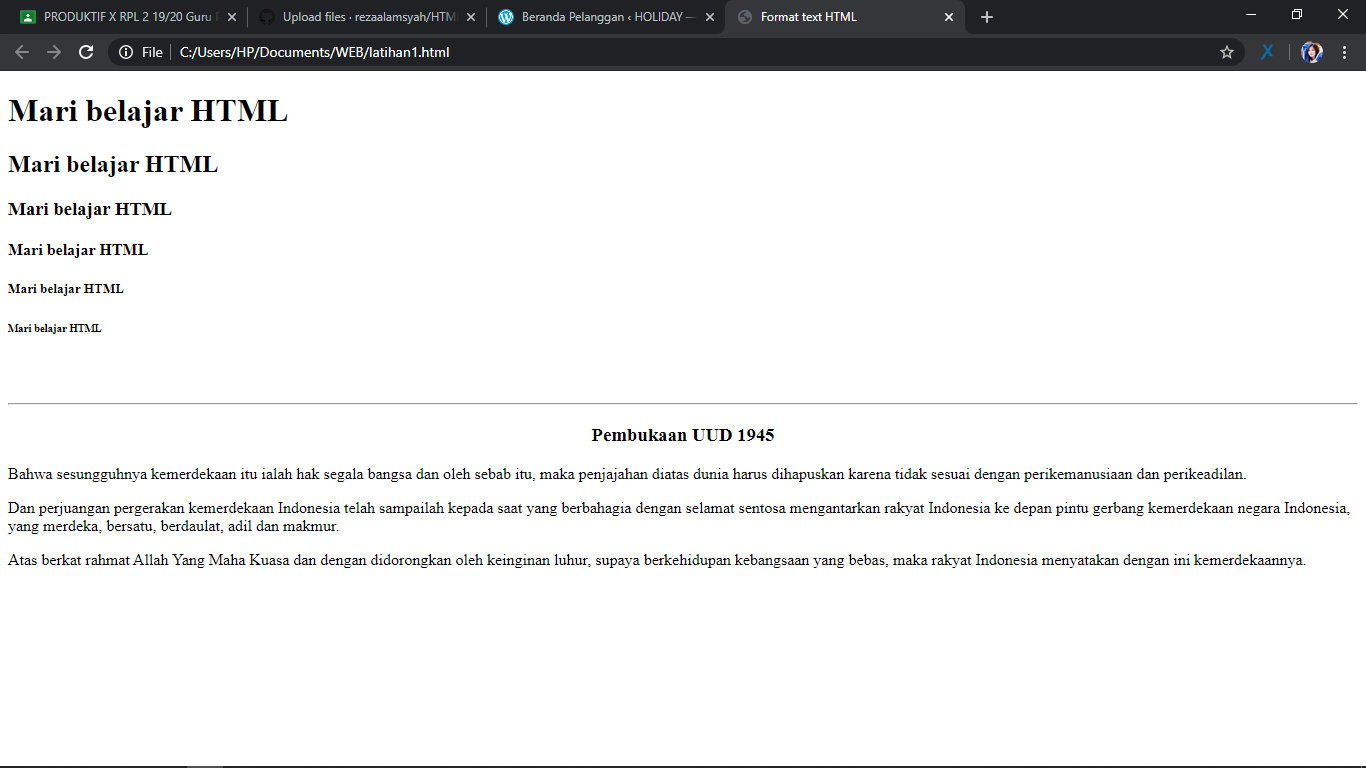 PRODUKTIF X RPL 2 19/20 Guru
Upload files · rezaalamsyah/HTM
Beranda Pelanggan ‹ HOLIDAY —
Format text HTML
File
C:/Users/HP/Documents/WEB/latihan1.html
Mari belajar HTML
Mari belajar HTML
Mari belajar HTML
Mari belajar HTML
Mari belajar HTML
Mari belajar HTML
Pembukaan UUD 1945
Bahwa sesungguhnya kemerdekaan itu ialah hak segala bangsa dan oleh sebab itu, maka penjajahan diatas dunia harus dihapuskan karena tidak sesuai dengan perikemanusiaan dan perikeadilan.
Dan perjuangan pergerakan kemerdekaan Indonesia telah sampailah kepada saat yang berbahagia dengan selamat sentosa mengantarkan rakyat Indonesia ke depan pintu gerbang kemerdekaan negara Indonesia,
yang merdeka, bersatu, berdaulat, adil dan makmur.
Atas berkat rahmat Allah Yang Maha Kuasa dan dengan didorongkan oleh keinginan luhur, supaya berkehidupan kebangsaan yang bebas, maka rakyat Indonesia menyatakan dengan ini kemerdekaannya.